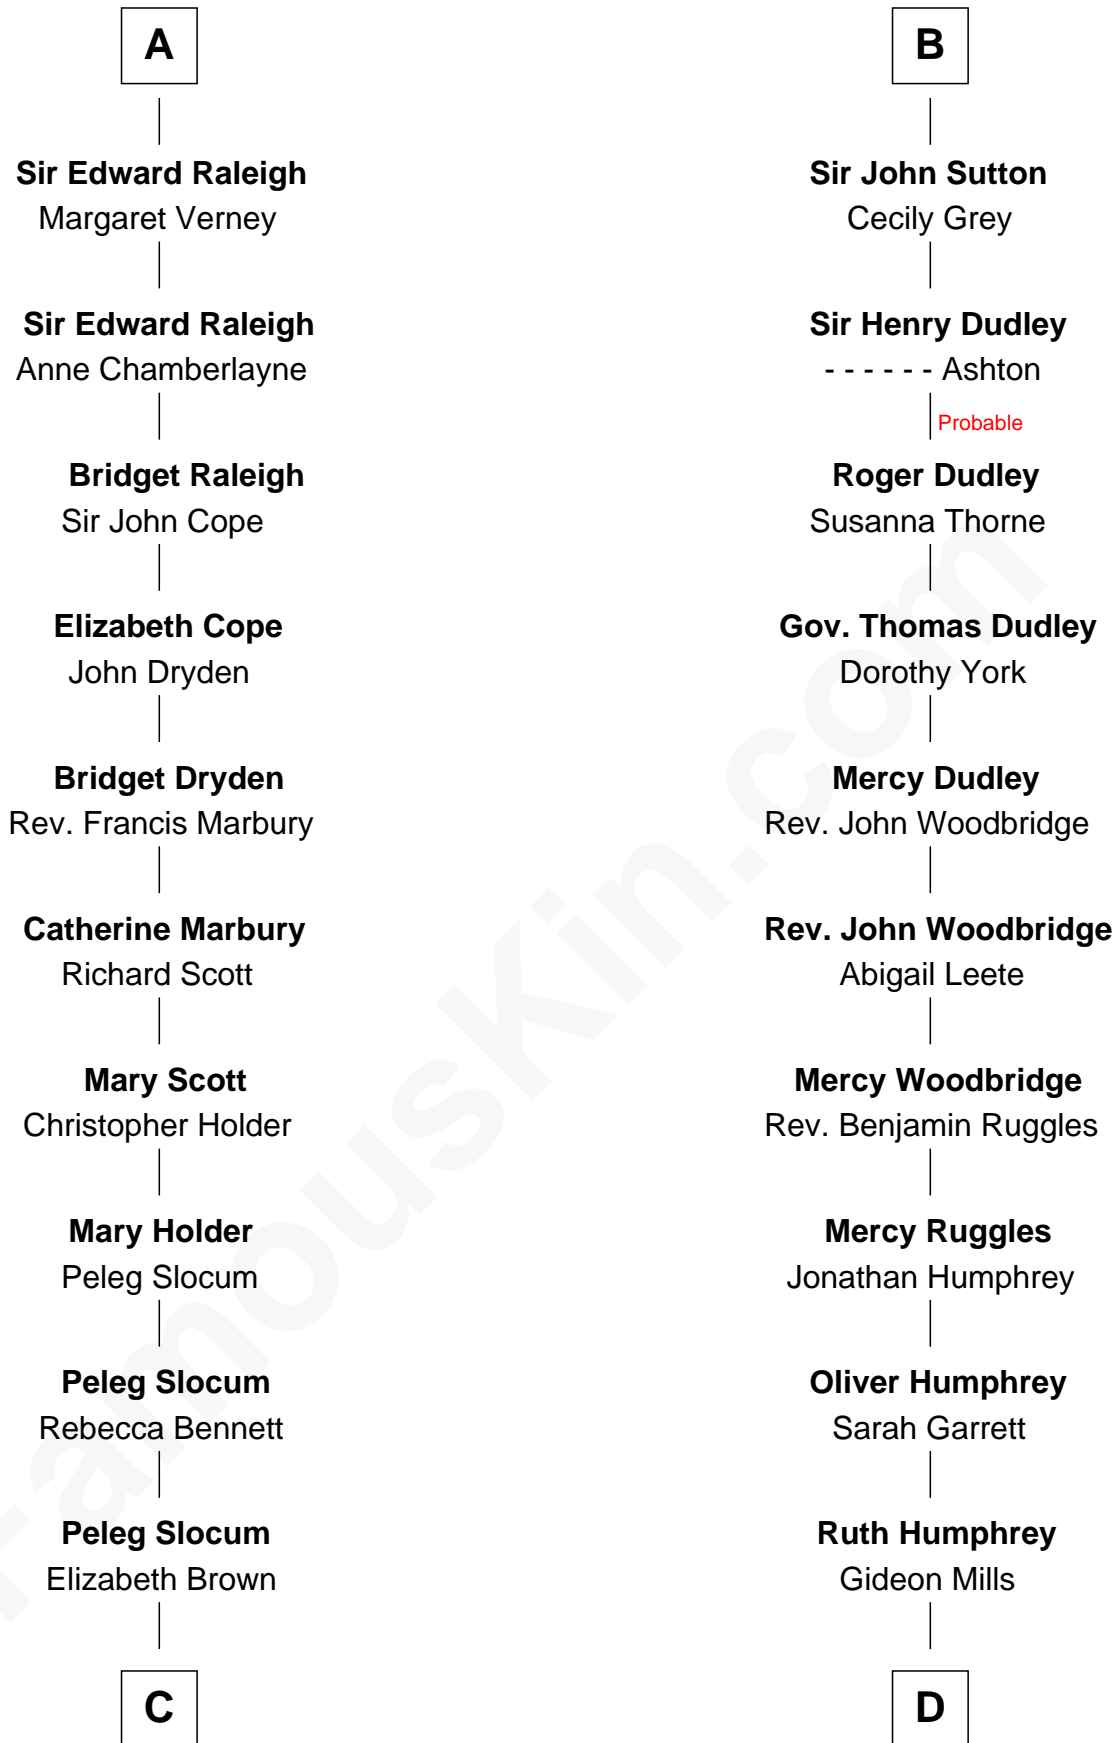 A
Sir Edward Raleigh
Margaret Verney
Sir Edward Raleigh
Anne Chamberlayne
Bridget Raleigh
Sir John Cope
Elizabeth Cope
John Dryden
Bridget Dryden
Rev. Francis Marbury
Catherine Marbury
Richard Scott
Mary Scott
Christopher Holder
Mary Holder
Peleg Slocum
Peleg Slocum
Rebecca Bennett
Peleg Slocum
Elizabeth Brown
C
B
Sir John Sutton
Cecily Grey
Sir Henry Dudley
- - - - - - Ashton
Probable
Roger Dudley
Susanna Thorne
Gov. Thomas Dudley
Dorothy York
Mercy Dudley
Rev. John Woodbridge
Rev. John Woodbridge
Abigail Leete
Mercy Woodbridge
Rev. Benjamin Ruggles
Mercy Ruggles
Jonathan Humphrey
Oliver Humphrey
Sarah Garrett
Ruth Humphrey
Gideon Mills
D
FamousKin.com